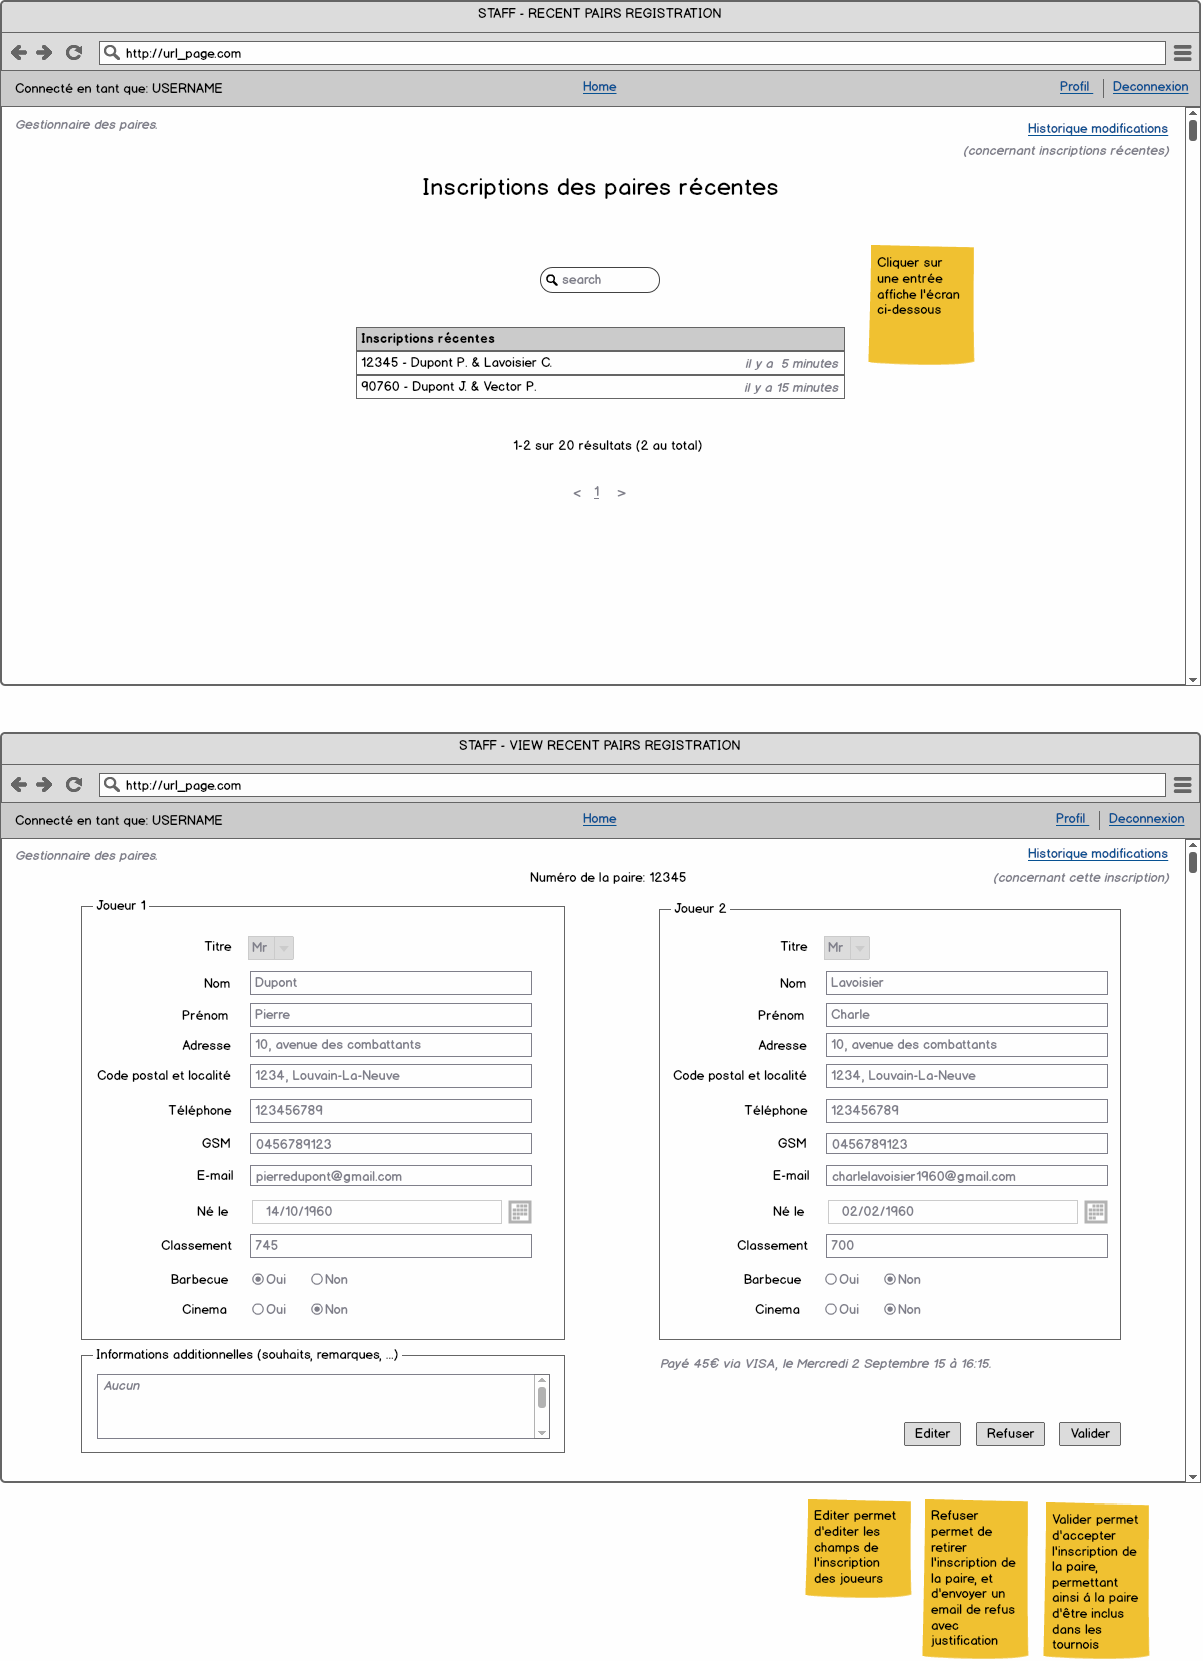 STAFF - RECENT PAIRS REGISTRATION
http://url_page.com
Connecté en tant que: USERNAME
Home
Profil
Deconnexion
Gestionnaire des paires.
Historique modifications
(concernant inscriptions récentes)
Inscriptions des paires récentes
search
Cliquer sur
une entrée
affiche l'écran
ci-dessous
Inscriptions récentes
12345 - Dupont P. & Lavoisier C.
il y a 5 minutes
90760 - Dupont J. & Vector P.
il y a 15 minutes
1-2 sur 20 résultats (2 au total)
< 1 >
STAFF - VIEW RECENT PAIRS REGISTRATION
http://url_page.com
Connecté en tant que: USERNAME
Home
Profil
Deconnexion
Gestionnaire des paires.
Historique modifications
Numéro de la paire: 12345
(concernant cette inscription)
Joueur 1
Titre Mr
Nom Dupont
Prénom Pierre
Adresse 10, avenue des combattants
Code postal et localité 1234, Louvain-La-Neuve
Téléphone 123456789
GSM 0456789123
E-mail pierredupont@gmail.com
Né le 14/10/1960
Classement 745
Barbecue Oui Non
Cinema Oui Non
Joueur 2
Titre Mr
Nom Lavoisier
Prénom Charle
Adresse 10, avenue des combattants
Code postal et localité 1234, Louvain-La-Neuve
Téléphone 123456789
GSM 0456789123
E-mail charlelavoisier1960@gmail.com
Né le 02/02/1960
Classement 700
Barbecue Oui Non
Cinema Oui Non
Informations additionnelles (souhaits, remarques, ...)
Aucun
Payé 45€ via VISA, le Mercredi 2 Septembre 15 à 16:15.
Editer
Refuser
Valider
Editer permet
d'editer les
champs de
l'inscription
des joueurs
Refuser
permet de
retirer
l'inscription de
la paire, et
d'envoyer un
email de refus
avec
justification
Valider permet
d'accepter
l'inscription de
la paire,
permettant
ainsi á la paire
d'être inclus
dans les
tournois